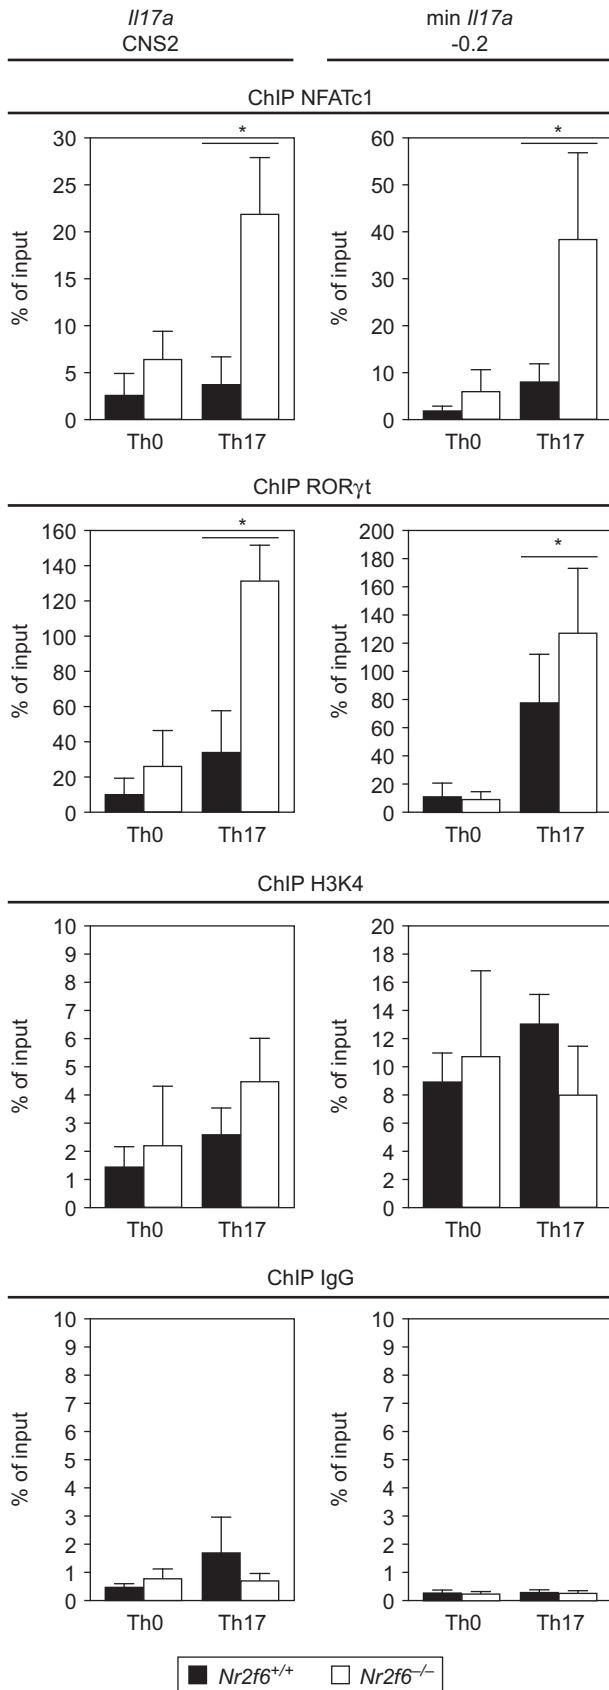 Il17a
CNS2
min Il17a
-0.2
ChIP NFATc1
% of input
30
25
20
15
10
5
0
*
Th0
Th17
% of input
60
50
40
30
20
10
0
*
Th0
Th17
ChIP RORγt
% of input
160
140
120
100
80
60
40
20
0
*
Th0
Th17
% of input
200
180
160
140
120
100
80
60
40
20
0
*
Th0
Th17
ChIP H3K4
% of input
10
9
8
7
6
5
4
3
2
1
0
Th0
Th17
% of input
20
18
16
14
12
10
8
6
4
2
0
Th0
Th17
ChIP IgG
% of input
10
9
8
7
6
5
4
3
2
1
0
Th0
Th17
% of input
10
9
8
7
6
5
4
3
2
1
0
Th0
Th17
Nr2f6+/+
Nr2f6–/–